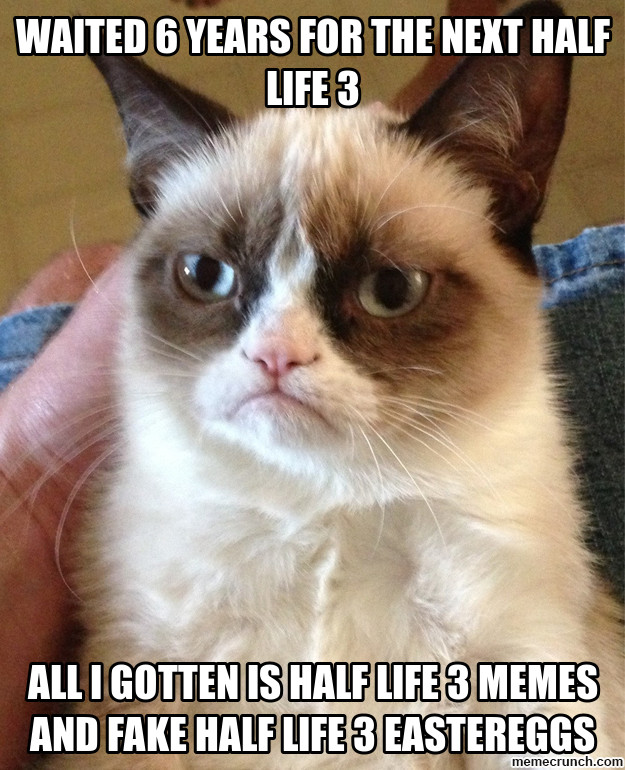 WAITED 6 YEARS FOR THE NEXT HALF
LIFE 3
ALL I GOTTEN IS HALF LIFE 3 MEMES
AND FAKE HALF LIFE 3 EASTEREGGS
memecrunch.com